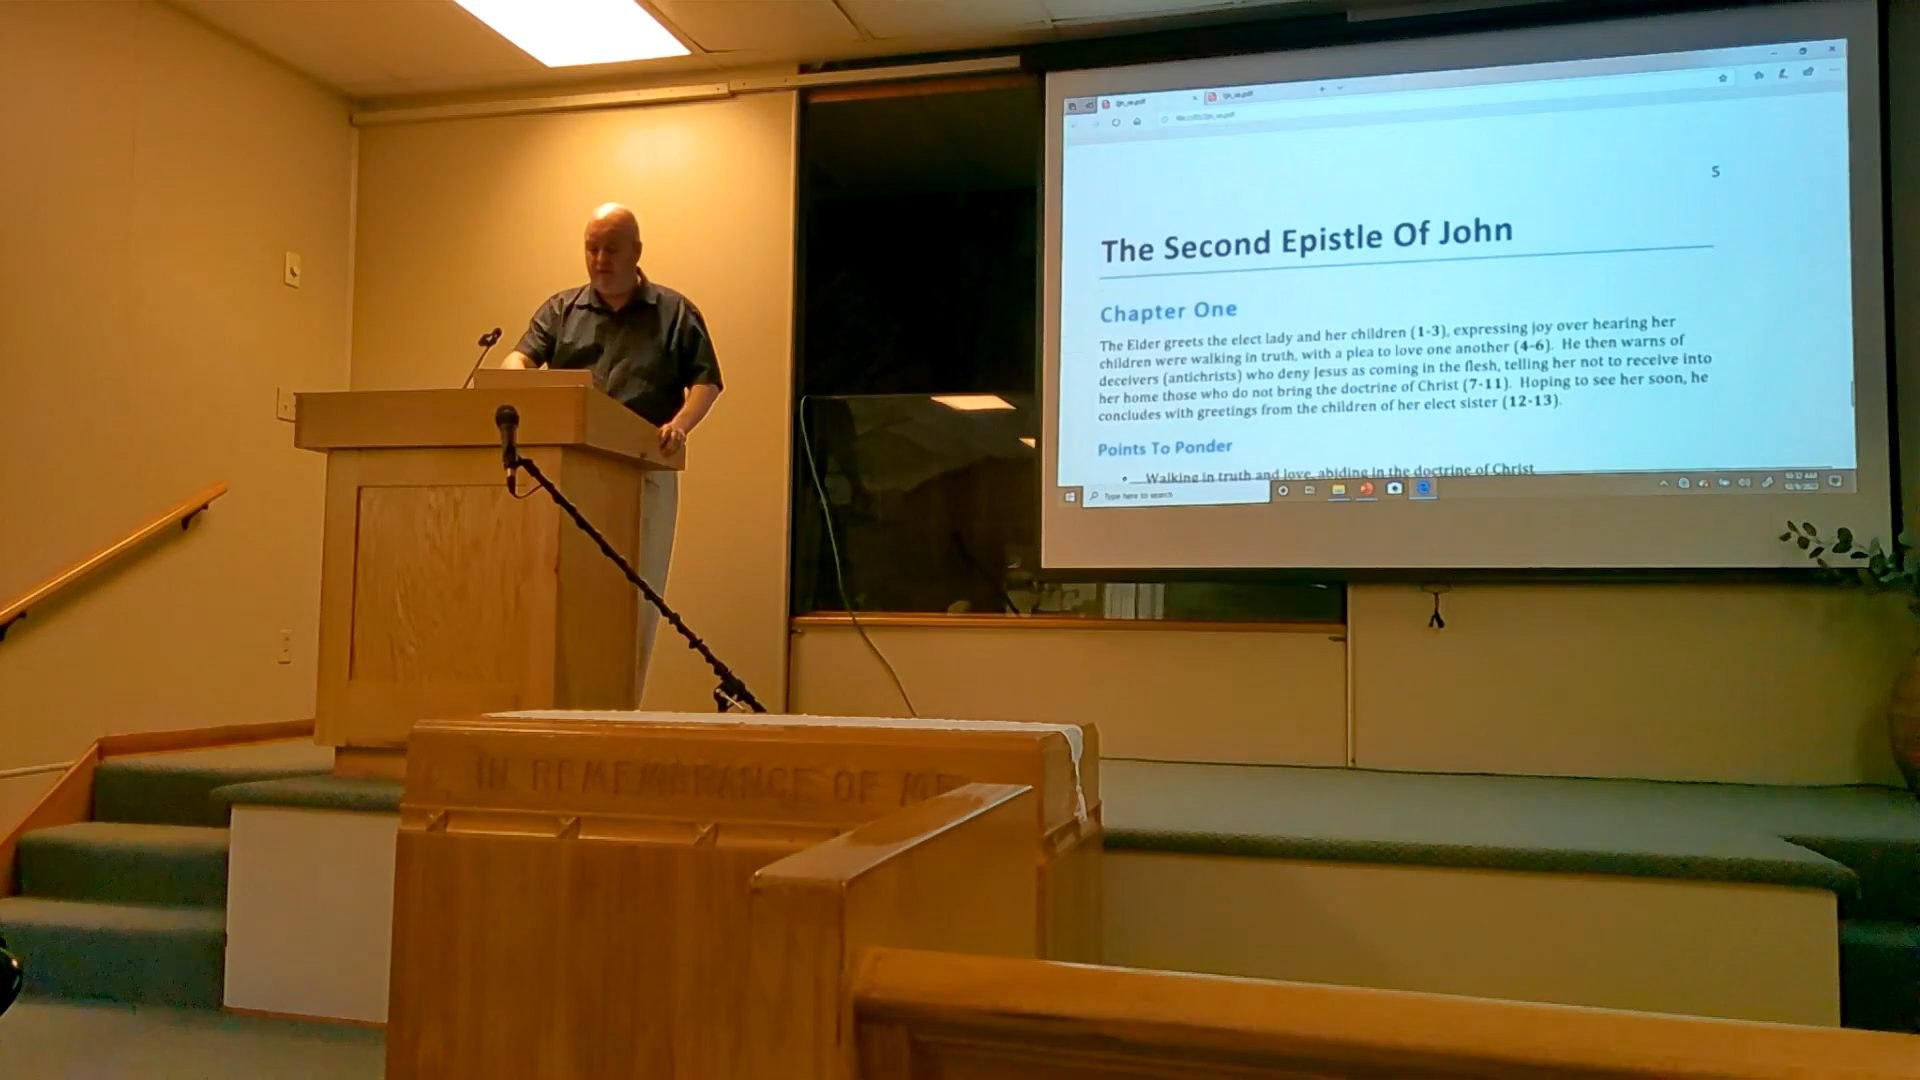 5
The Second Epistle Of John
Chapter One
The Elder greets the elect lady and her children (1-3), expressing joy over hearing her
children were walking in truth, with a plea to love one another (4-6). He then warns of
deceivers (antichrists) who deny Jesus as coming in the flesh, telling her not to receive into
her home those who do not bring the doctrine of Christ (7-11). Hoping to see her soon, he
concludes with greetings from the children of her elect sister (12-13).
Points To Ponder
• Walking in truth and love, abiding in the doctrine of Christ
Type here to search
IN REMEMBRANCE OF ME